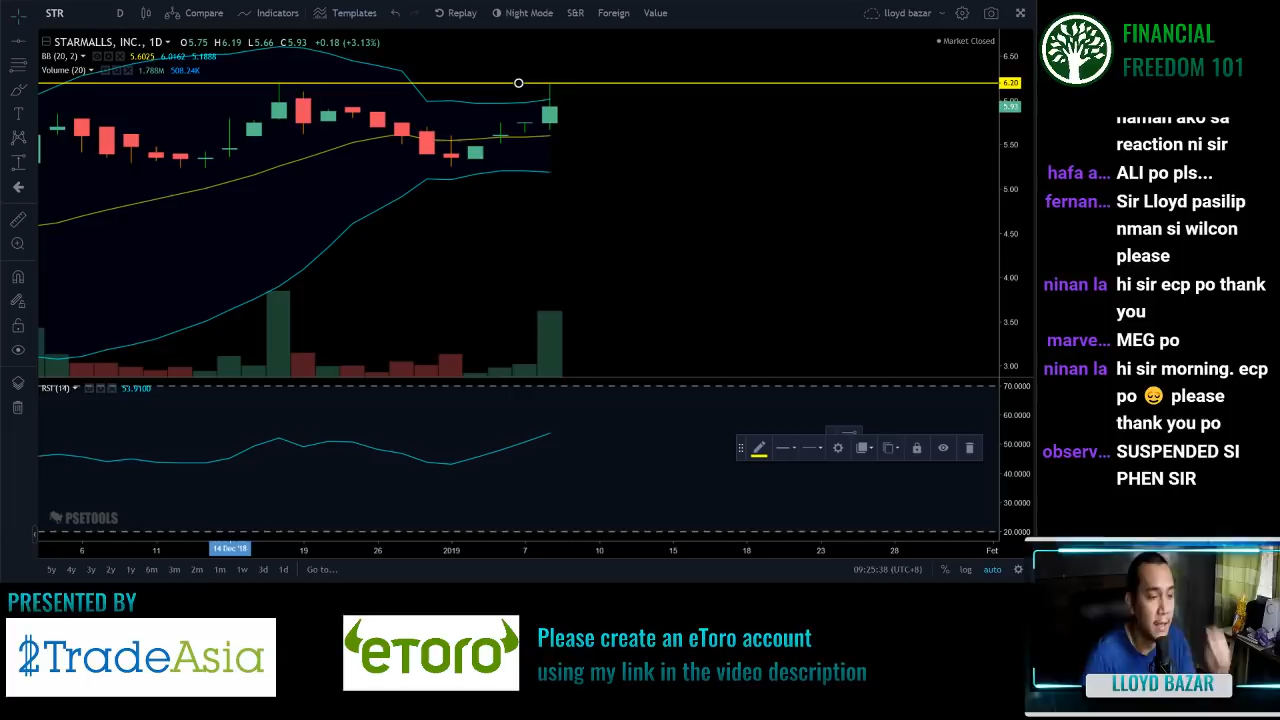 STR
D
Compare
Indicators
Templates
Replay
Night Mode
S&R
Foreign
Value
lloyd bazar
STARMALLS, INC., 1D
O5.75 H6.19 L5.66 C5.93 +0.18 (+3.13%)
Market Closed
BB (20, 2)
5.6025 6.0162 5.1888
Volume (20)
1.788M 508.24K
6.50
6.20
6.00
5.93
5.50
5.00
4.50
4.00
3.50
3.00
RSI (14)
53.9100
70.0000
60.0000
50.0000
40.0000
30.0000
20.0000
PSETOOLS
6
11
14 Dec '18
19
26
2019
7
10
15
18
23
28
Feb
5y 4y 3y 2y 1y 6m 3m 2m 1m 1w 3d 1d Go to...
09:25:38 (UTC+8)
%
log
auto
FINANCIAL
FREEDOM 101
naman ako sa
reaction ni sir
hafa a... ALI po pls...
fernan... Sir Lloyd pasilip
nman si wilcon
please
ninan la hi sir ecp po thank
you
marve... MEG po
ninan la hi sir morning. ecp
po 😌 please
thank you po
observ... SUSPENDED SI
PHEN SIR
LLOYD BAZAR
PRESENTED BY
2TradeAsia
eToro
Please create an eToro account
using my link in the video description